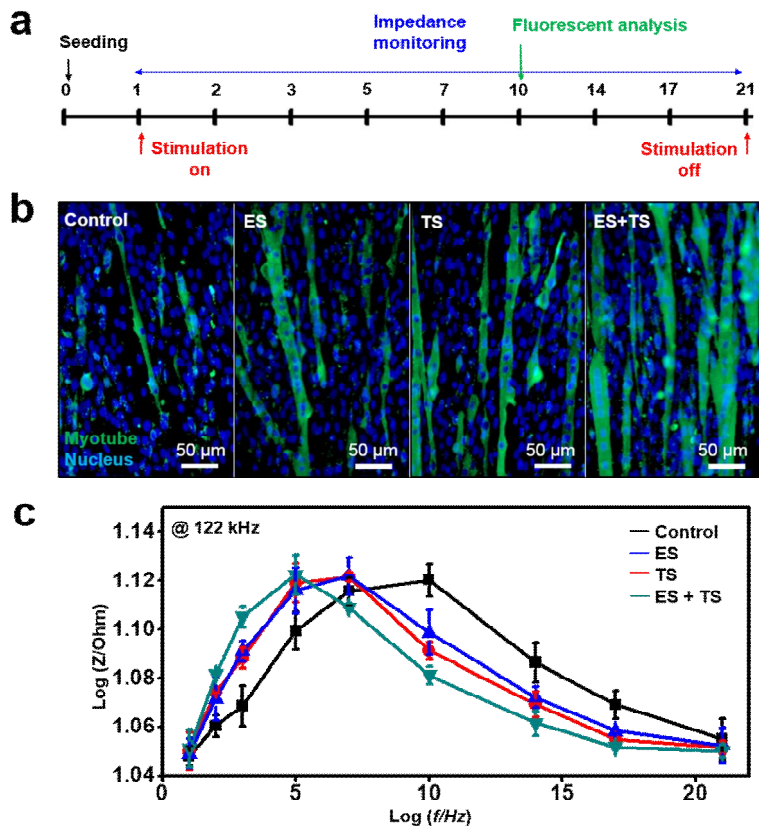 a
Seeding
Impedance
monitoring
Fluorescent analysis
0 1 2 3 5 7 10 14 17 21
Stimulation
on
Stimulation
off
b
Control ES TS ES+TS
Myotube
Nucleus
50 µm 50 µm 50 µm 50 µm
c
@ 122 kHz
Control
ES
TS
ES + TS
Log (Z/Ohm)
1.14
1.12
1.10
1.08
1.06
1.04
0 5 10 15 20
Log (f/Hz)